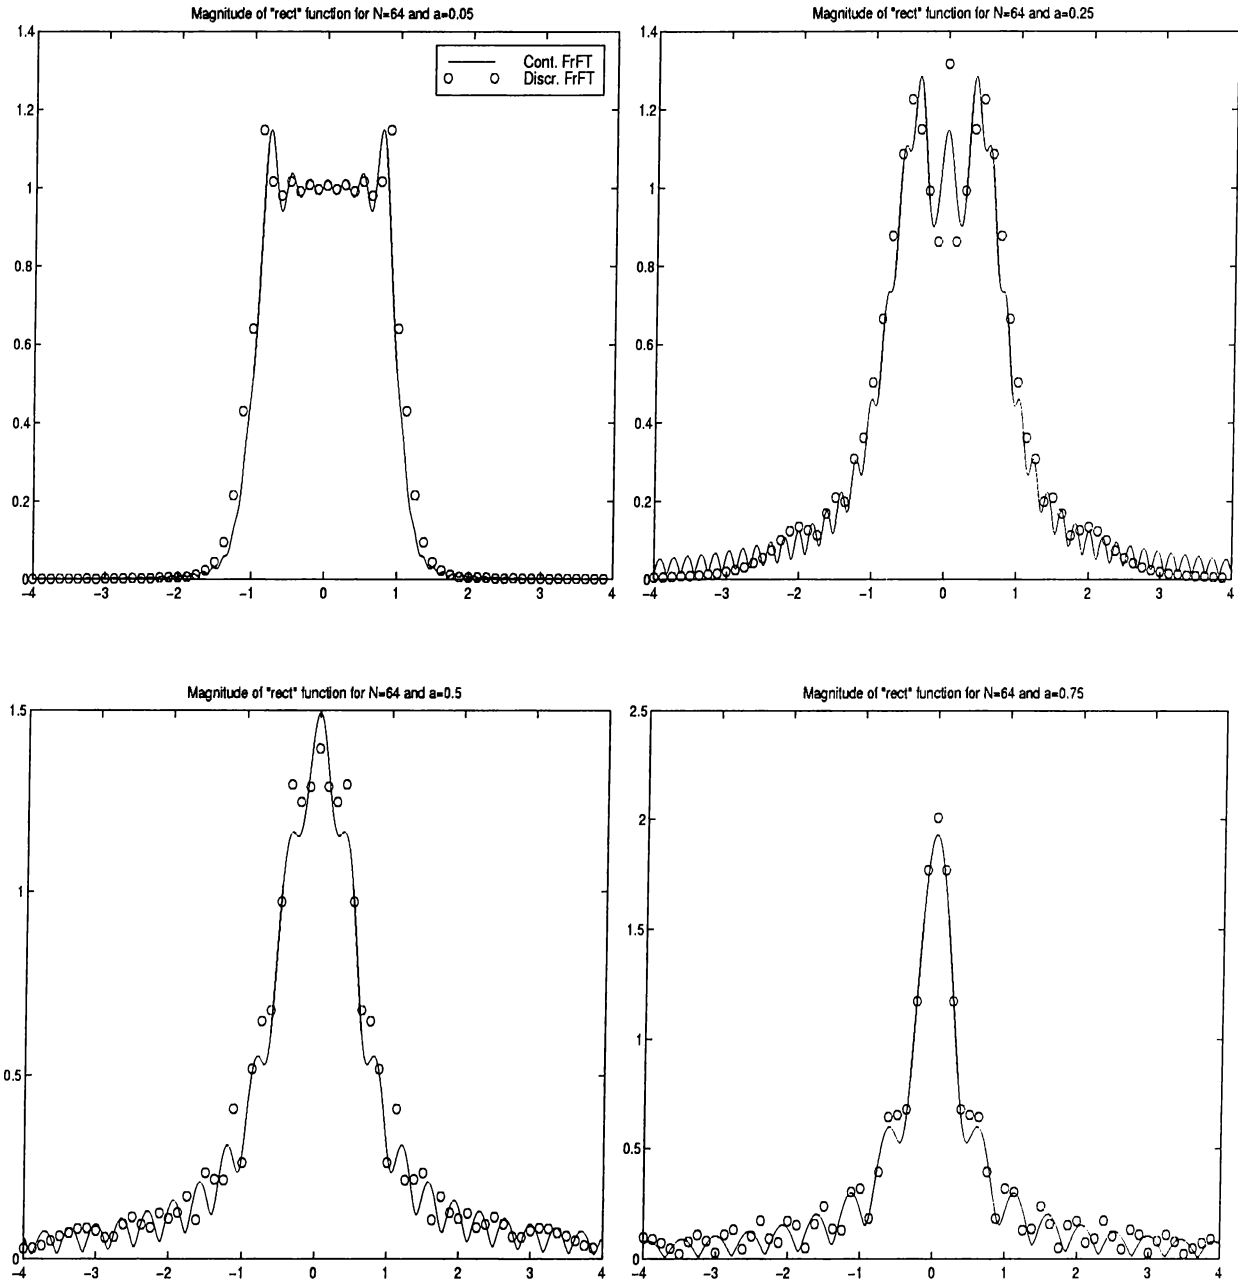 Magnitude of "rect" function for N=64 and a=0.05
1.4
1.2
1
0.8
0.6
0.4
0.2
0
-4 -3 -2 -1 0 1 2 3 4
Cont. FrFT
Discr. FrFT
Magnitude of "rect" function for N=64 and a=0.25
1.4
1.2
1
0.8
0.6
0.4
0.2
0
-4 -3 -2 -1 0 1 2 3 4
Magnitude of "rect" function for N=64 and a=0.5
1.5
1
0.5
0
-4 -3 -2 -1 0 1 2 3 4
Magnitude of "rect" function for N=64 and a=0.75
2.5
2
1.5
1
0.5
0
-4 -3 -2 -1 0 1 2 3 4